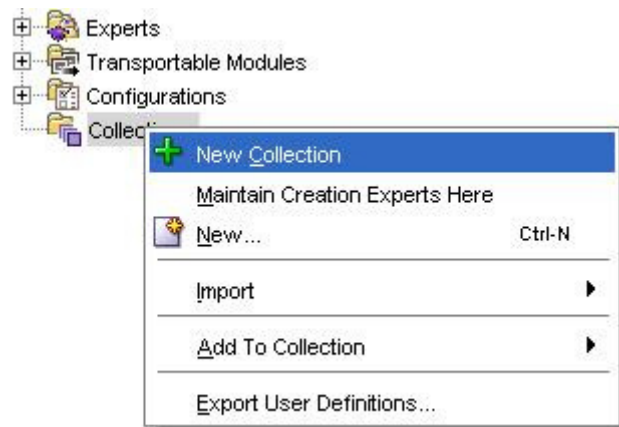 Experts
Transportable Modules
Configurations
New Collection
Maintain Creation Experts Here
New... Ctrl-N
Import
Add To Collection
Export User Definitions...